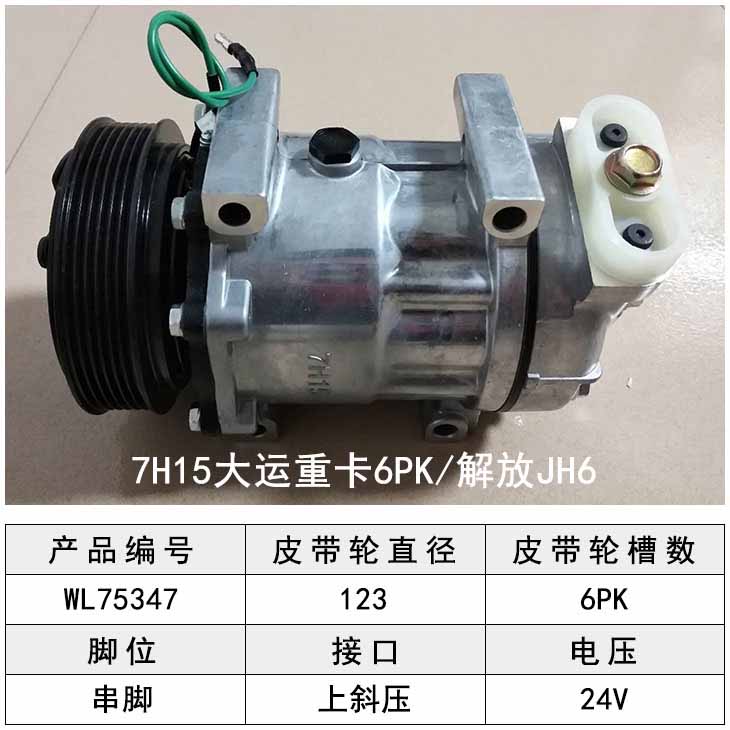 7H15
7H15大运重卡6PK/解放JH6
产品编号 皮带轮直径 皮带轮槽数
WL75347 123 6PK
脚位 接口 电压
串脚 上斜压 24V